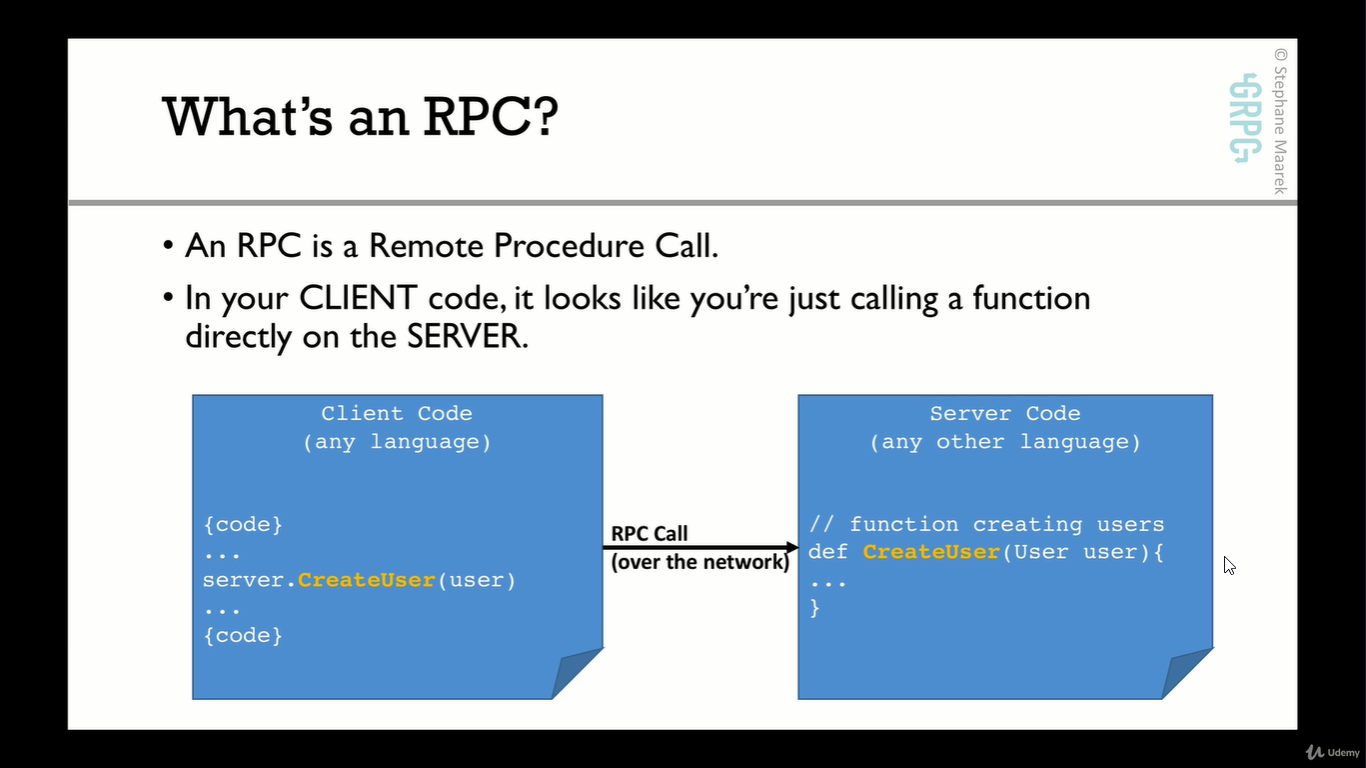 What's an RPC?
© Stephane Maarek
GRPC
• An RPC is a Remote Procedure Call.
• In your CLIENT code, it looks like you're just calling a function
directly on the SERVER.
Client Code
(any language)
{code}
...
server.CreateUser(user)
...
{code}
RPC Call
(over the network)
Server Code
(any other language)
// function creating users
def CreateUser(User user){
...
}
Udemy